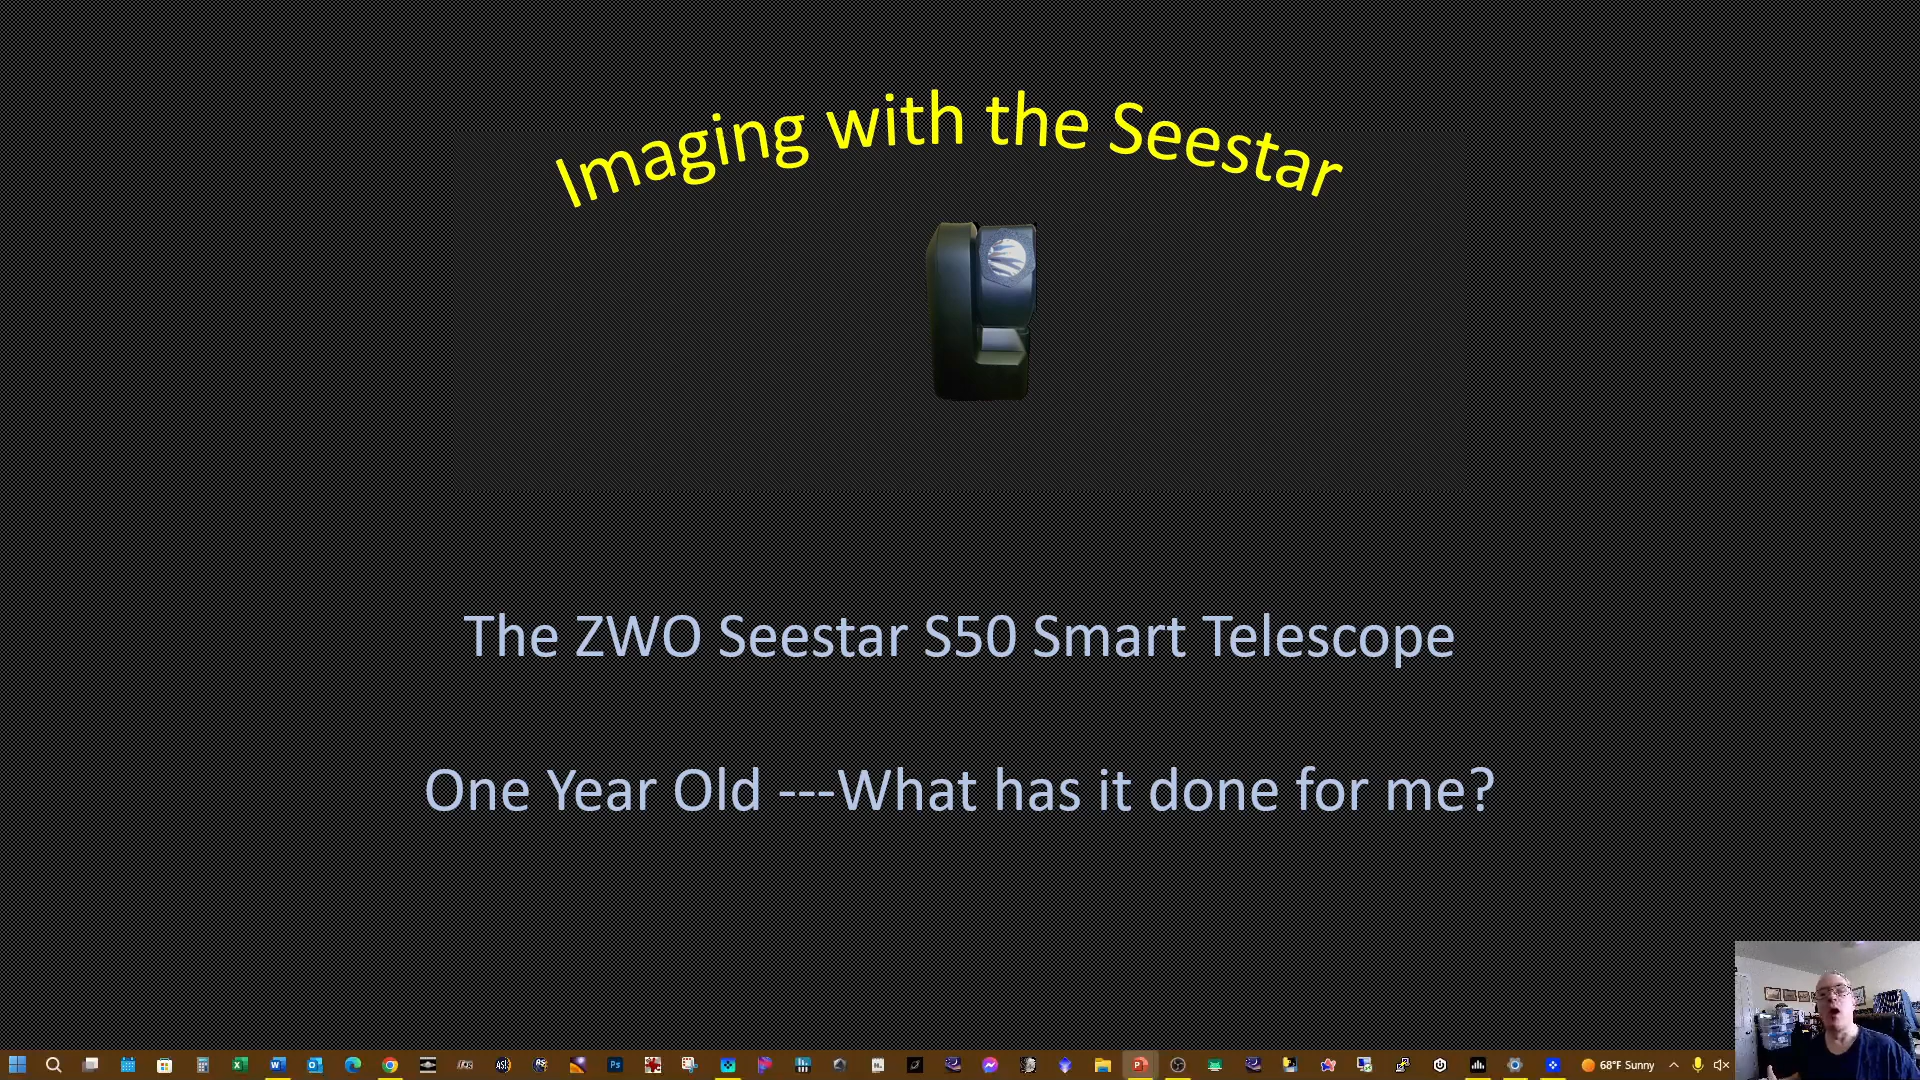 Imaging with the Seestar
The ZWO Seestar S50 Smart Telescope
One Year Old ---What has it done for me?
68°F Sunny